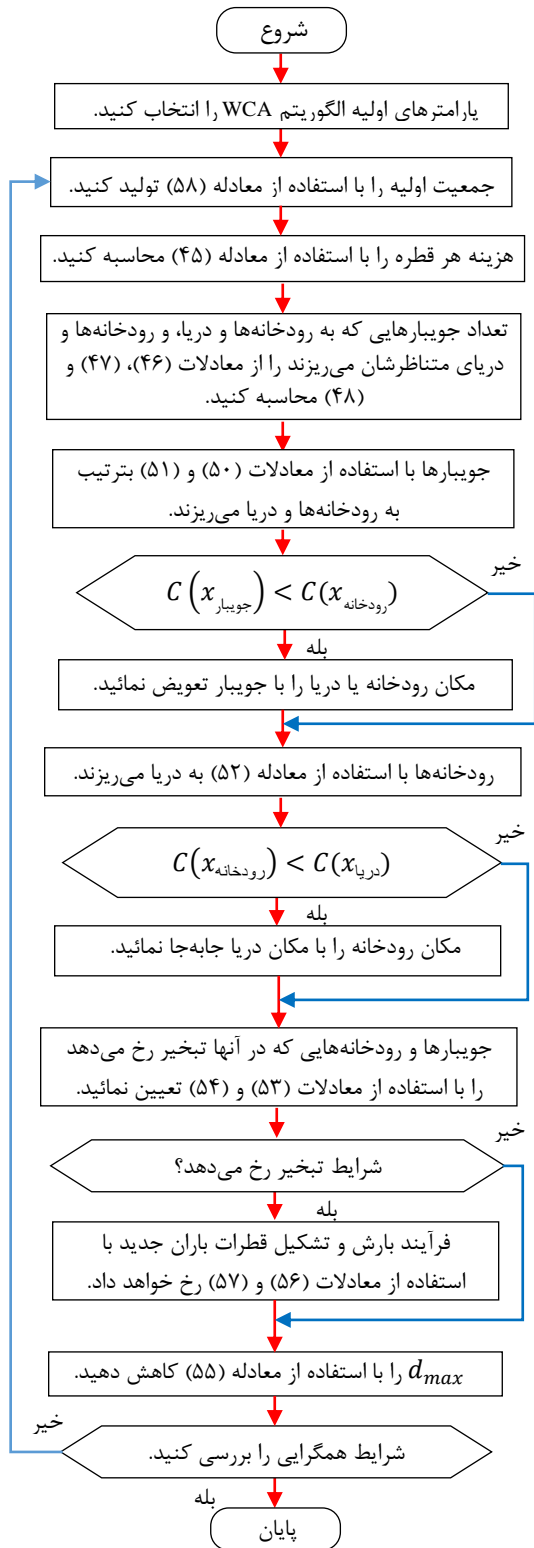 شروع
پارامترهای اولیه الگوریتم WCA را انتخاب کنید.
جمعیت اولیه را با استفاده از معادله (۵۸) تولید کنید.
هزینه هر قطره را با استفاده از معادله (۴۵) محاسبه کنید.
تعداد جویبارهایی که به رودخانه‌ها و دریا، و رودخانه‌ها و
دریای متناظرشان می‌ریزند را از معادلات (۴۶)، (۴۷) و
(۴۸) محاسبه کنید.
جویبارها با استفاده از معادلات (۵۰) و (۵۱) بترتیب
به رودخانه‌ها و دریا می‌ریزند.
خیر
C(x_جویبار) < C(x_رودخانه)
بله
مکان رودخانه یا دریا را با جویبار تعویض نمائید.
رودخانه‌ها با استفاده از معادله (۵۲) به دریا می‌ریزند.
خیر
C(x_رودخانه) < C(x_دریا)
بله
مکان رودخانه را با مکان دریا جابه‌جا نمائید.
جویبارها و رودخانه‌هایی که در آنها تبخیر رخ می‌دهد
را با استفاده از معادلات (۵۳) و (۵۴) تعیین نمائید.
خیر
شرایط تبخیر رخ می‌دهد؟
بله
فرآیند بارش و تشکیل قطرات باران جدید با
استفاده از معادلات (۵۶) و (۵۷) رخ خواهد داد.
d_max را با استفاده از معادله (۵۵) کاهش دهید.
خیر
شرایط همگرایی را بررسی کنید.
بله
پایان